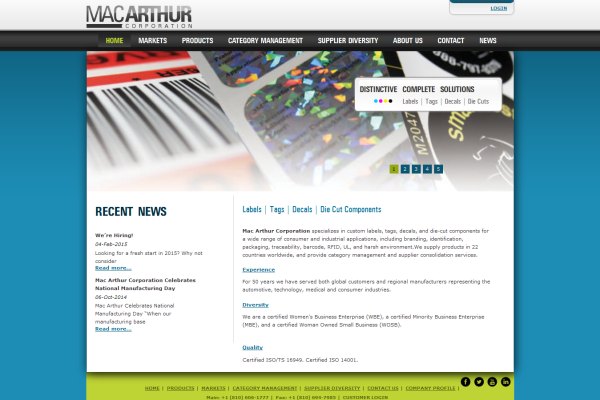 MACARTHUR
CORPORATION
LOGIN
HOME MARKETS PRODUCTS CATEGORY MANAGEMENT SUPPLIER DIVERSITY ABOUT US CONTACT NEWS
DISTINCTIVE COMPLETE SOLUTIONS
Labels | Tags | Decals | Die Cuts
1 2 3 4 5
RECENT NEWS
We're Hiring!
04-Feb-2015
Looking for a fresh start in 2015? Why not
consider
Read more...
Mac Arthur Corporation Celebrates
National Manufacturing Day
06-Oct-2014
Mac Arthur Celebrates National
Manufacturing Day "When our
manufacturing base
Read more...
Labels | Tags | Decals | Die Cut Components
Mac Arthur Corporation specializes in custom labels, tags, decals, and die-cut components for
a wide range of consumer and industrial applications, including branding, identification,
packaging, traceability, barcode, RFID, UL, and harsh environment.We supply products in 22
countries worldwide, and provide category management and supplier consolidation services.
Experience
For 50 years we have served both global customers and regional manufacturers representing the
automotive, technology, medical and consumer industries.
Diversity
We are a certified Women's Business Enterprise (WBE), a certified Minority Business Enterprise
(MBE), and a certified Woman Owned Small Business (WOSB).
Quality
Certified ISO/TS 16949. Certified ISO 14001.
HOME | PRODUCTS | MARKETS | CATEGORY MANAGEMENT | SUPPLIER DIVERSITY | CONTACT US | COMPANY PROFILE |
Main: +1 (810) | Fax: +1 (810) | CUSTOMER LOGIN